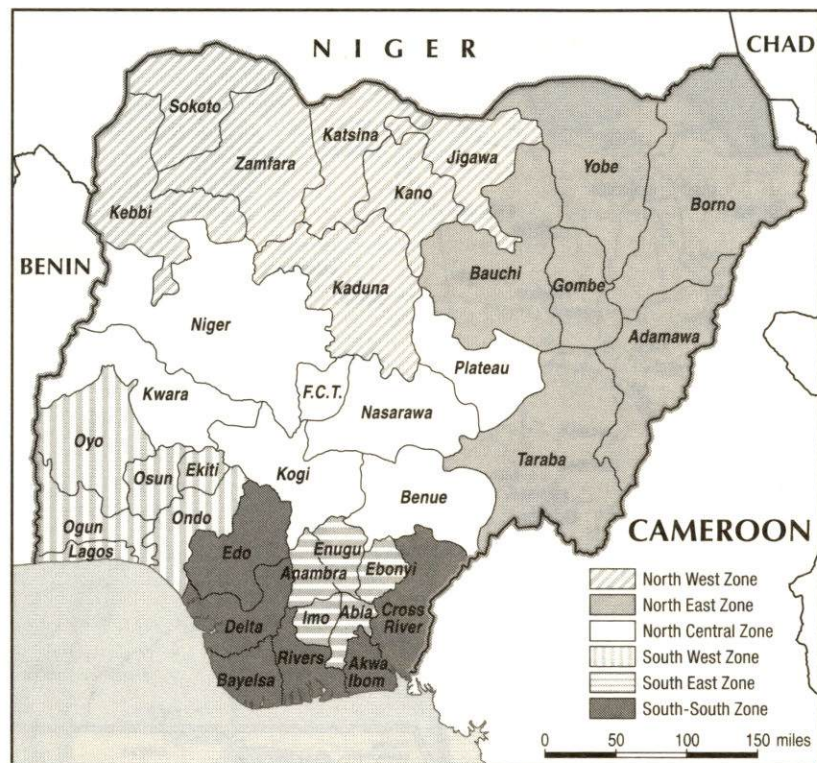 NIGER
CHAD
Sokoto
Katsina
Zamfara
Jigawa
Yobe
Kano
Borno
Kebbi
BENIN
Bauchi
Gombe
Kaduna
Niger
Adamawa
Plateau
F.C.T.
Kwara
Nasarawa
Oyo
Taraba
Osun
Ekiti
Kogi
Benue
Ondo
Ogun
CAMEROON
Lagos
Edo
Enugu
Anambra
Ebonyi
Imo
Abia
Cross
River
Delta
Rivers
Akwa
Ibom
Bayelsa
North West Zone
North East Zone
North Central Zone
South West Zone
South East Zone
South-South Zone
0 50 100 150 miles